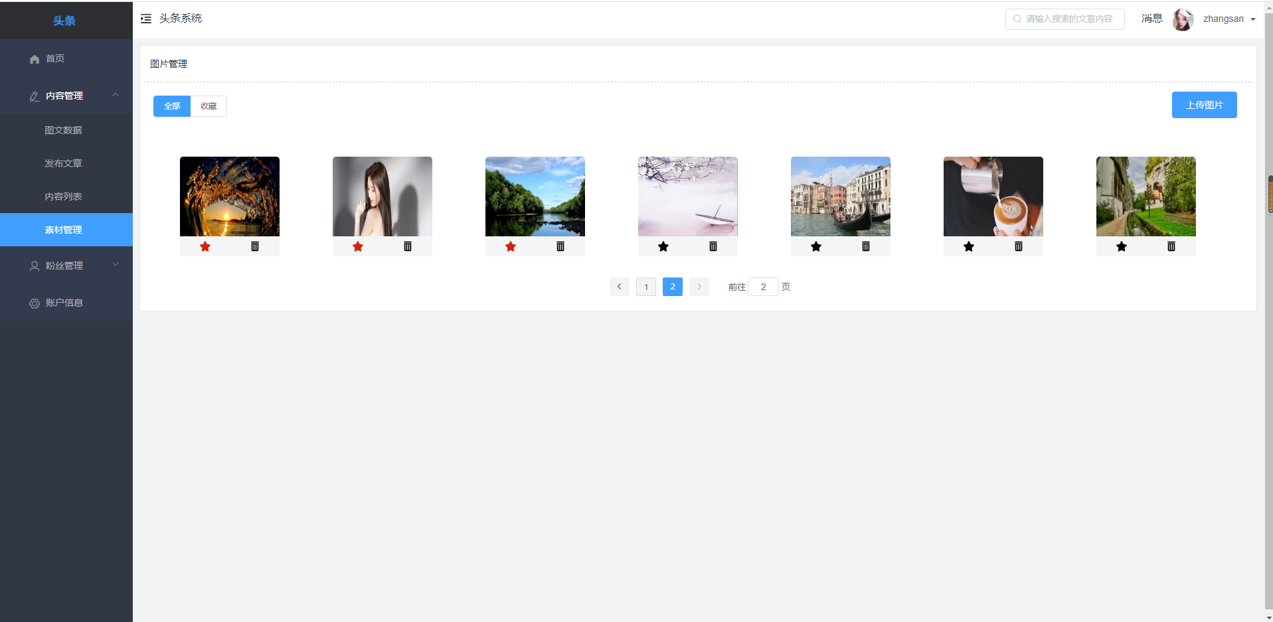 头条
头条系统
请输入搜索的文章内容
消息
zhangsan
首页
内容管理
图文数据
发布文章
内容列表
素材管理
粉丝管理
账户信息
图片管理
全部
收藏
上传图片
1
2
前往 2 页